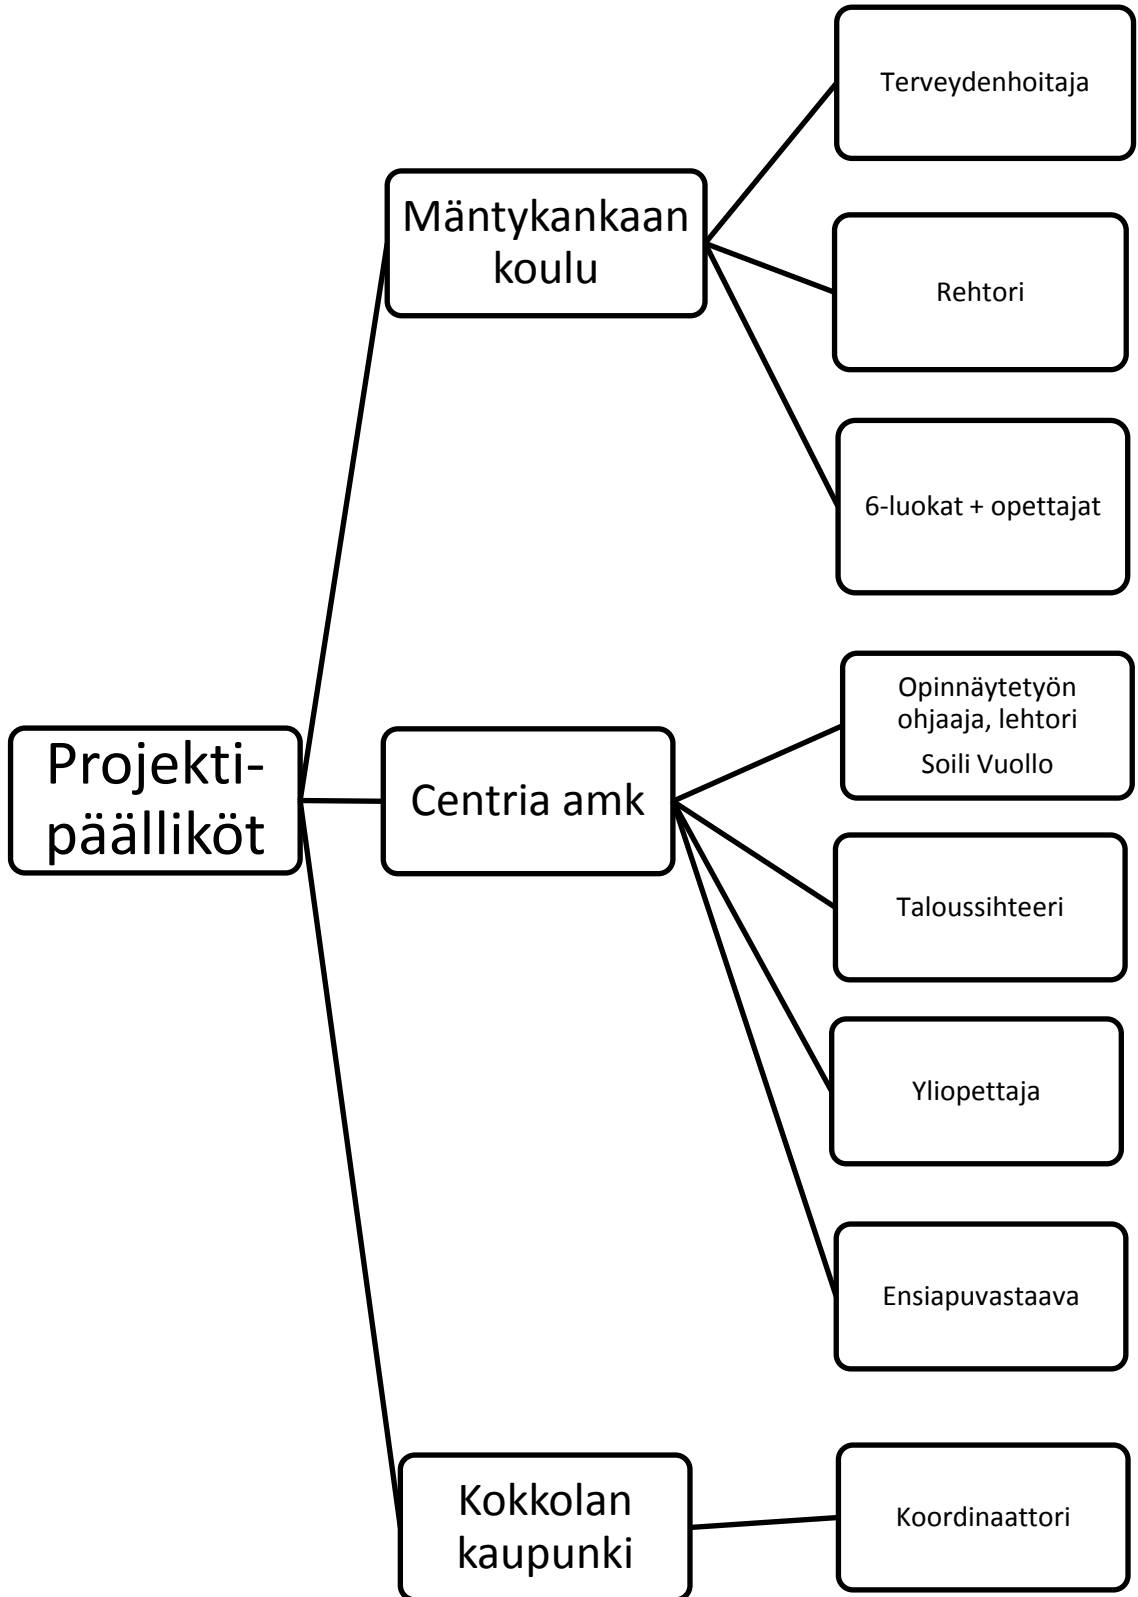 Terveydenhoitaja
Mäntykankaan
koulu
Rehtori
6-luokat + opettajat
Projekti-
päälliköt
Centria amk
Opinnäytetyön
ohjaaja, lehtori
Soili Vuollo
Taloussihteeri
Yliopettaja
Ensiapuvastaava
Kokkolan
kaupunki
Koordinaattori